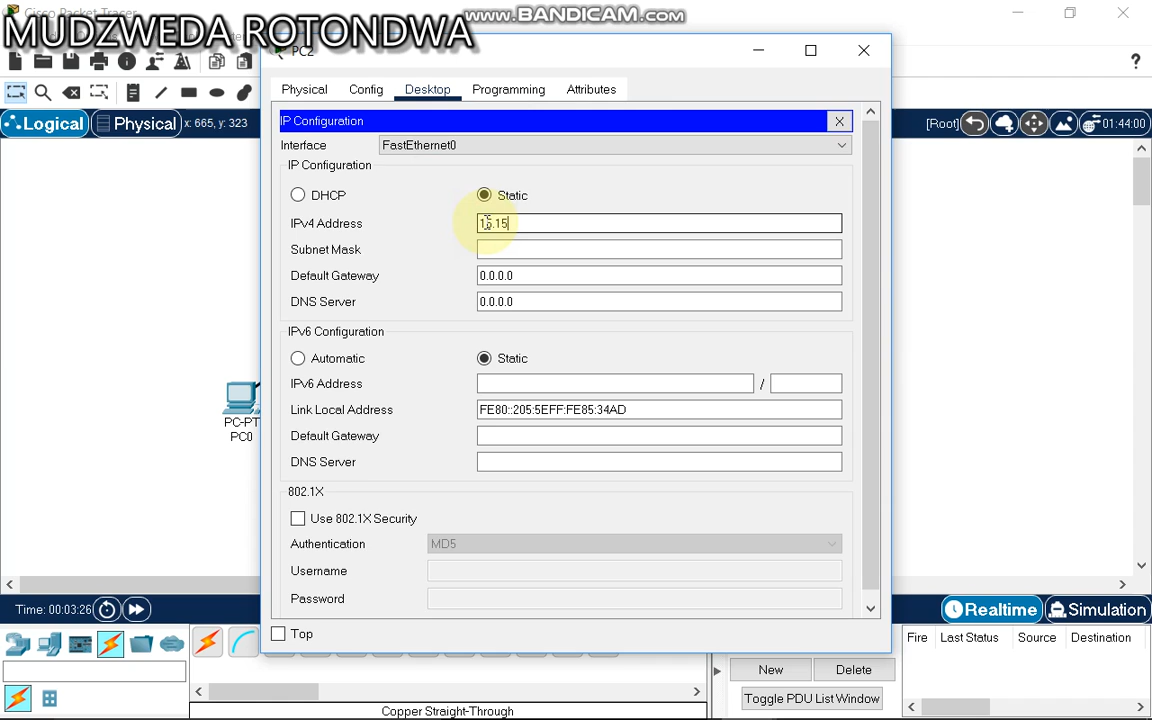 Cisco Packet Tracer
www.BANDICAM.com
MUDZWEDA ROTONDWA
PC2
?
Physical Config Desktop Programming Attributes
Logical Physical x: 665, y: 323
[Root] 01:44:00
IP Configuration X
Interface FastEthernet0
IP Configuration
DHCP Static
IPv4 Address 15.15
Subnet Mask
Default Gateway 0.0.0.0
DNS Server 0.0.0.0
IPv6 Configuration
Automatic Static
IPv6 Address /
Link Local Address FE80::205:5EFF:FE85:34AD
Default Gateway
DNS Server
PC-PT
PC0
802.1X
Use 802.1X Security
Authentication MD5
Username
Password
Time: 00:03:26 Realtime Simulation
Top
Fire Last Status Source Destination
New Delete
Toggle PDU List Window
Copper Straight-Through